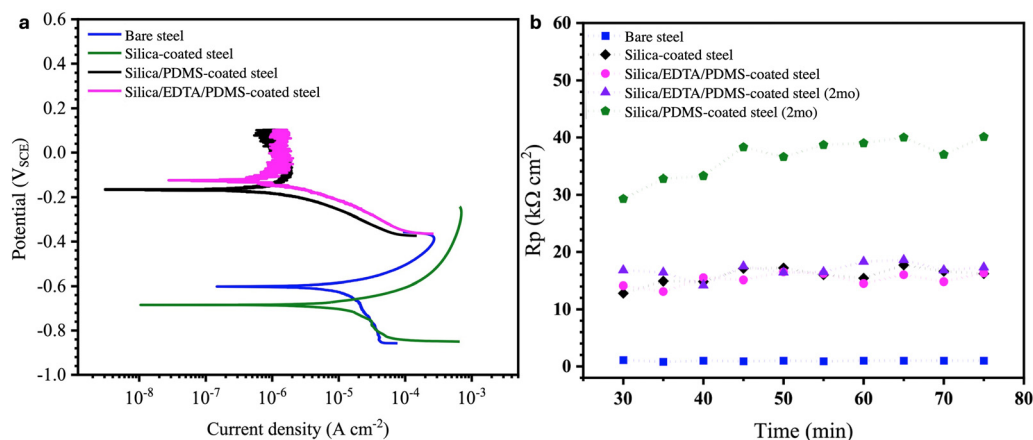 a
0.6
0.4
0.2
0.0
-0.2
-0.4
-0.6
-0.8
-1.0
Potential (V_SCE)
Bare steel
Silica-coated steel
Silica/PDMS-coated steel
Silica/EDTA/PDMS-coated steel
10⁻⁸ 10⁻⁷ 10⁻⁶ 10⁻⁵ 10⁻⁴ 10⁻³
Current density (A cm⁻²)
b
60
50
40
30
20
10
0
Rp (kΩ cm²)
Bare steel
Silica-coated steel
Silica/EDTA/PDMS-coated steel
Silica/EDTA/PDMS-coated steel (2mo)
Silica/PDMS-coated steel (2mo)
30 40 50 60 70 80
Time (min)